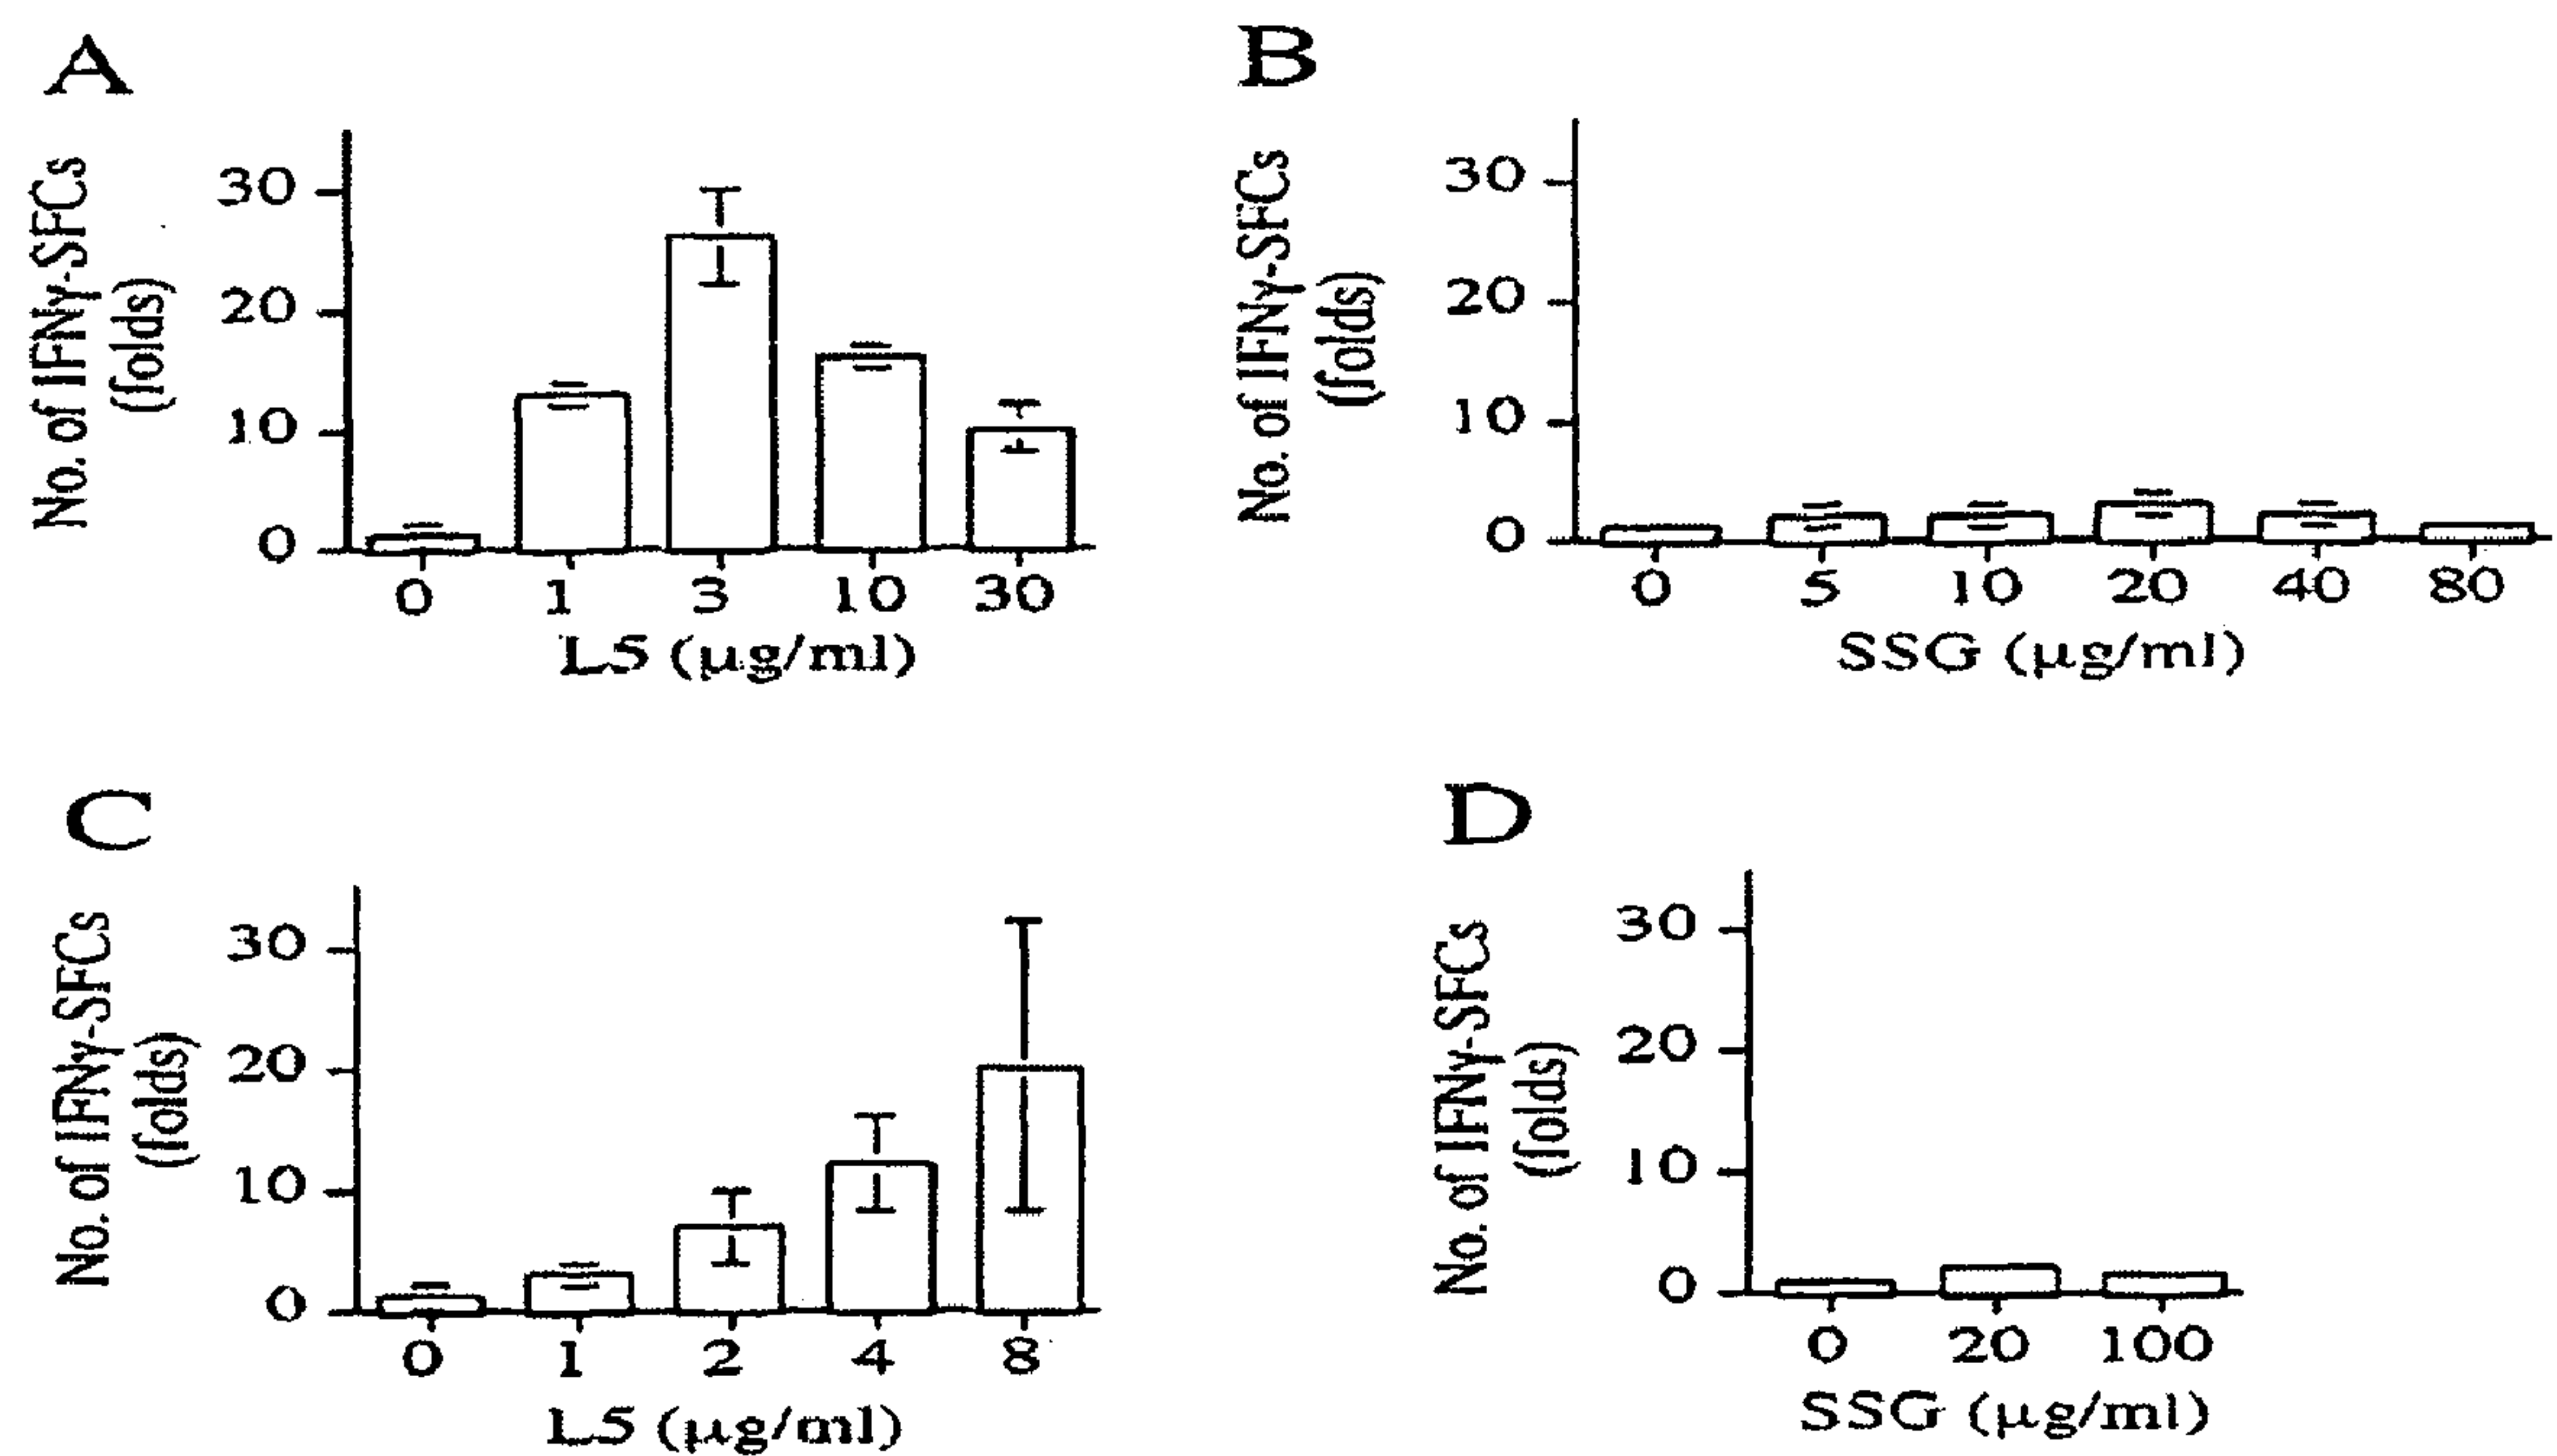 A
No. of IFNγ-SFCs
(folds)
30
20
10
0
0 1 3 10 30
L5 (μg/ml)
B
No. of IFNγ-SFCs
(folds)
30
20
10
0
0 5 10 20 40 80
SSG (μg/ml)
C
No. of IFNγ-SFCs
(folds)
30
20
10
0
0 1 2 4 8
L5 (μg/ml)
D
No. of IFNγ-SFCs
(folds)
30
20
10
0
0 20 100
SSG (μg/ml)